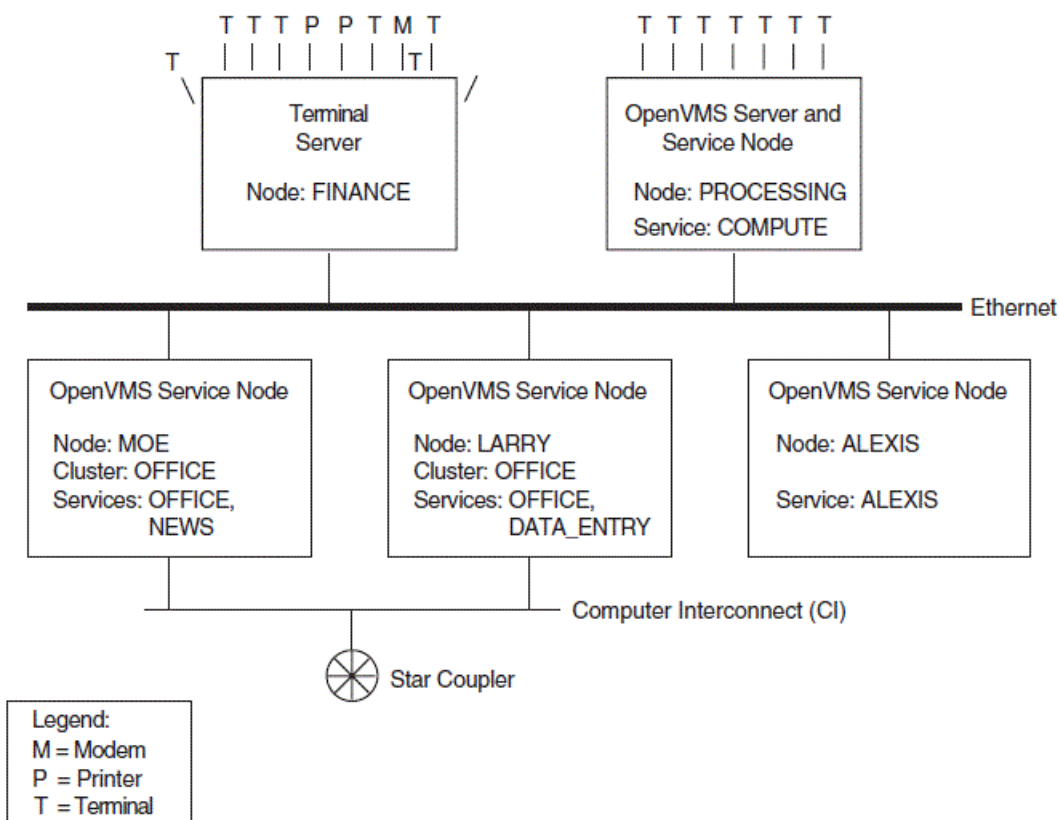 T T T P P T M T
T T
T T T T T T T
Terminal
Server
Node: FINANCE
OpenVMS Server and
Service Node
Node: PROCESSING
Service: COMPUTE
Ethernet
OpenVMS Service Node
Node: MOE
Cluster: OFFICE
Services: OFFICE,
NEWS
OpenVMS Service Node
Node: LARRY
Cluster: OFFICE
Services: OFFICE,
DATA_ENTRY
OpenVMS Service Node
Node: ALEXIS
Service: ALEXIS
Computer Interconnect (CI)
Star Coupler
Legend:
M = Modem
P = Printer
T = Terminal